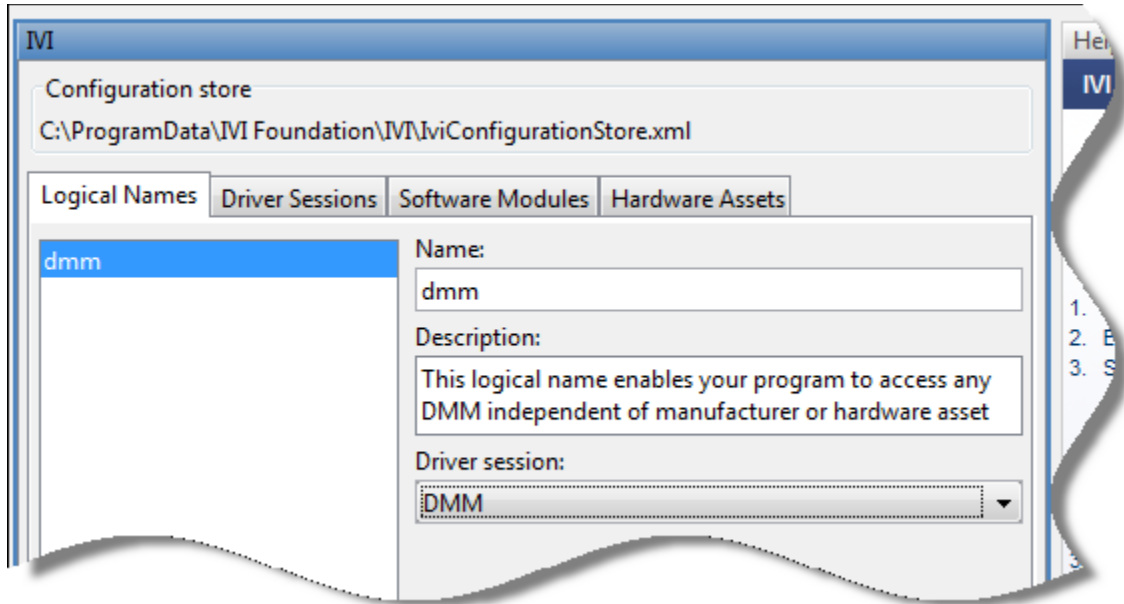 IVI
Configuration store
C:\ProgramData\IVI Foundation\IVI\IviConfigurationStore.xml
Logical Names
Driver Sessions
Software Modules
Hardware Assets
dmm
Name:
dmm
Description:
This logical name enables your program to access any
DMM independent of manufacturer or hardware asset
Driver session:
DMM
IVI
1.
2.
3.